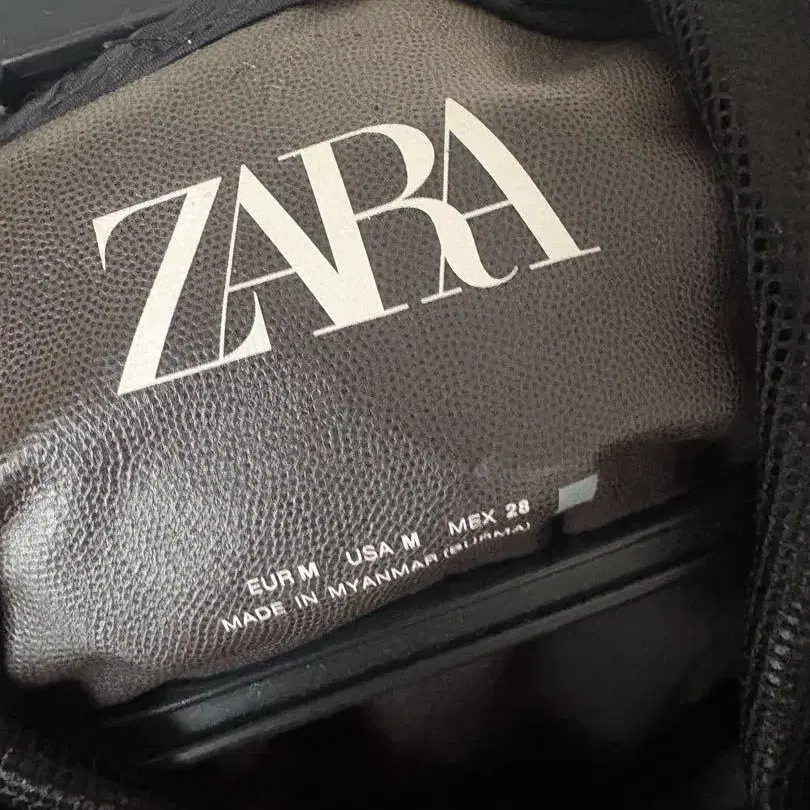 ZARA
EUR M USA M MEX 28
MADE IN MYANMAR (BURMA)